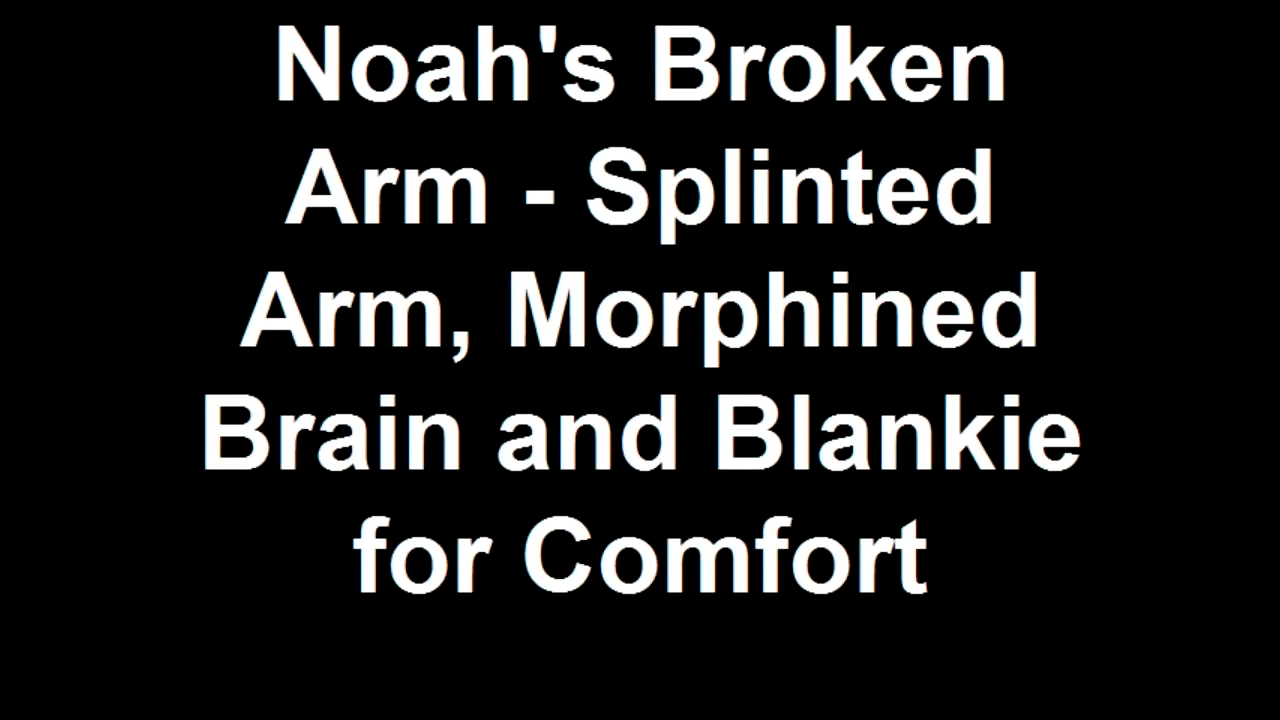 Noah's Broken
Arm - Splinted
Arm, Morphined
Brain and Blankie
for Comfort